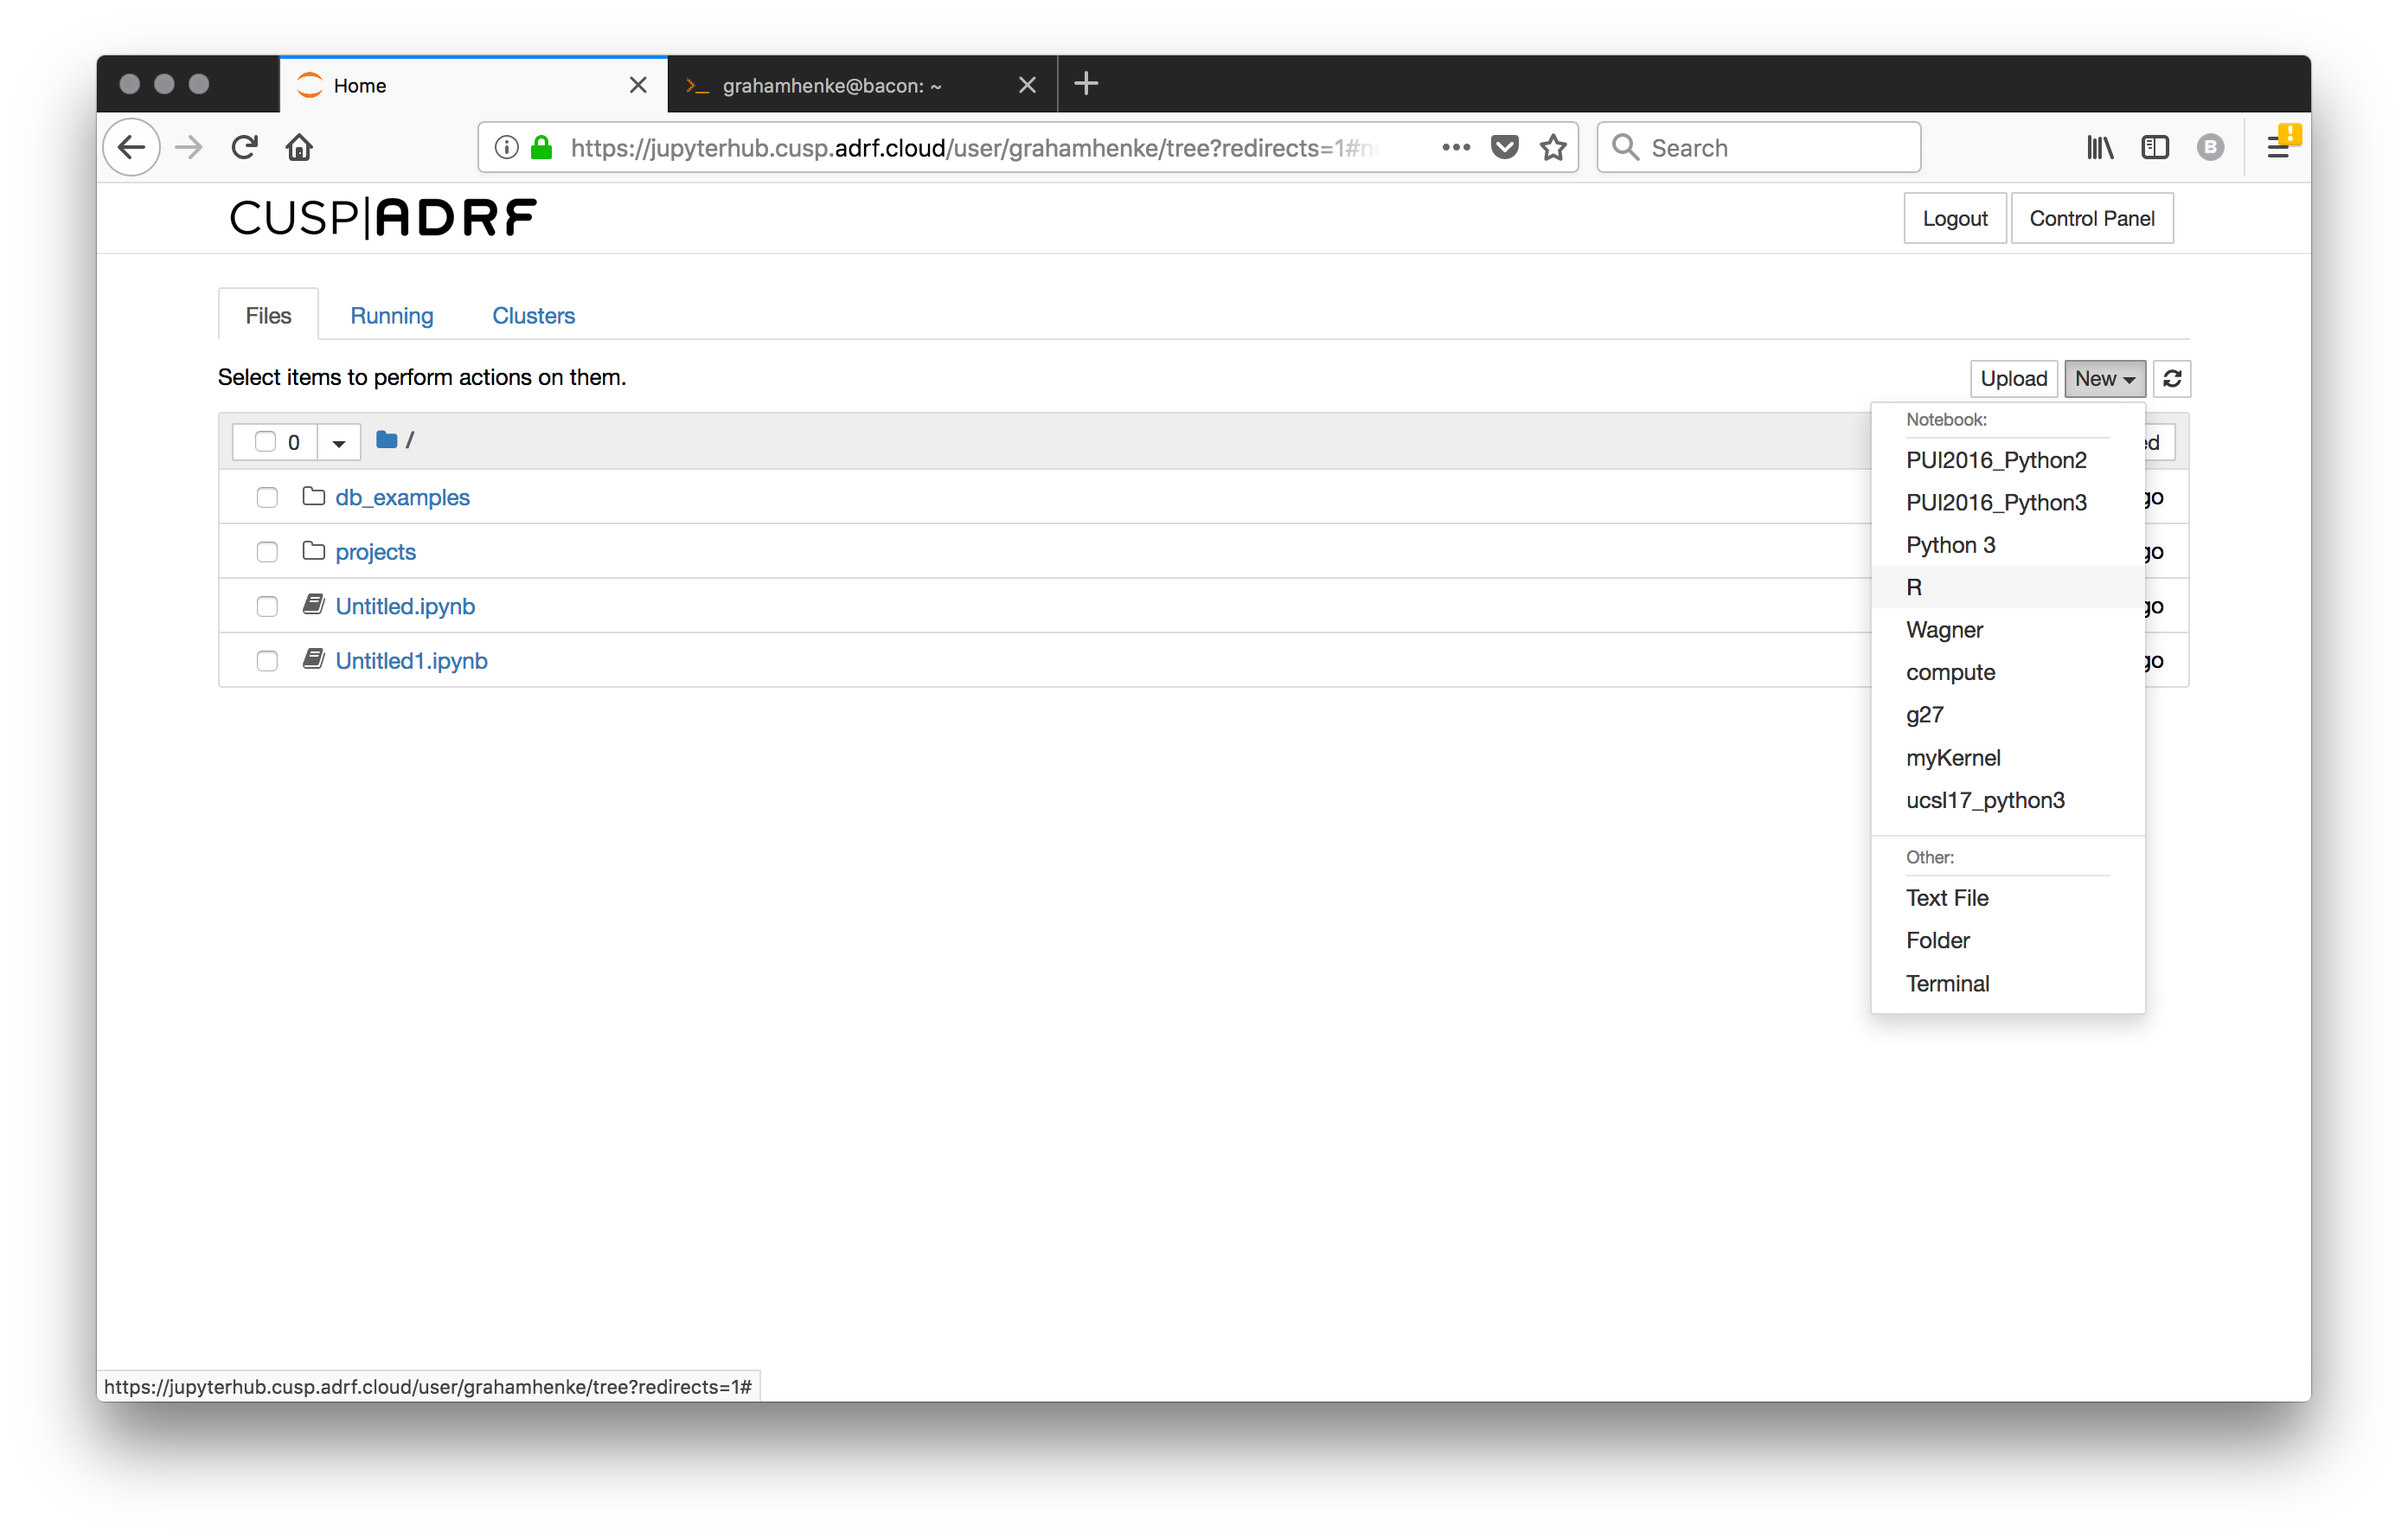 Home
grahamhenke@bacon: ~
https://jupyterhub.cusp.adrf.cloud/user/grahamhenke/tree?redirects=1#
Search
B
CUSP|ADRF
Logout
Control Panel
Files
Running
Clusters
Select items to perform actions on them.
Upload
New
0
/
db_examples
projects
Untitled.ipynb
Untitled1.ipynb
Notebook:
PUI2016_Python2
PUI2016_Python3
Python 3
R
Wagner
compute
g27
myKernel
ucsl17_python3
Other:
Text File
Folder
Terminal
https://jupyterhub.cusp.adrf.cloud/user/grahamhenke/tree?redirects=1#